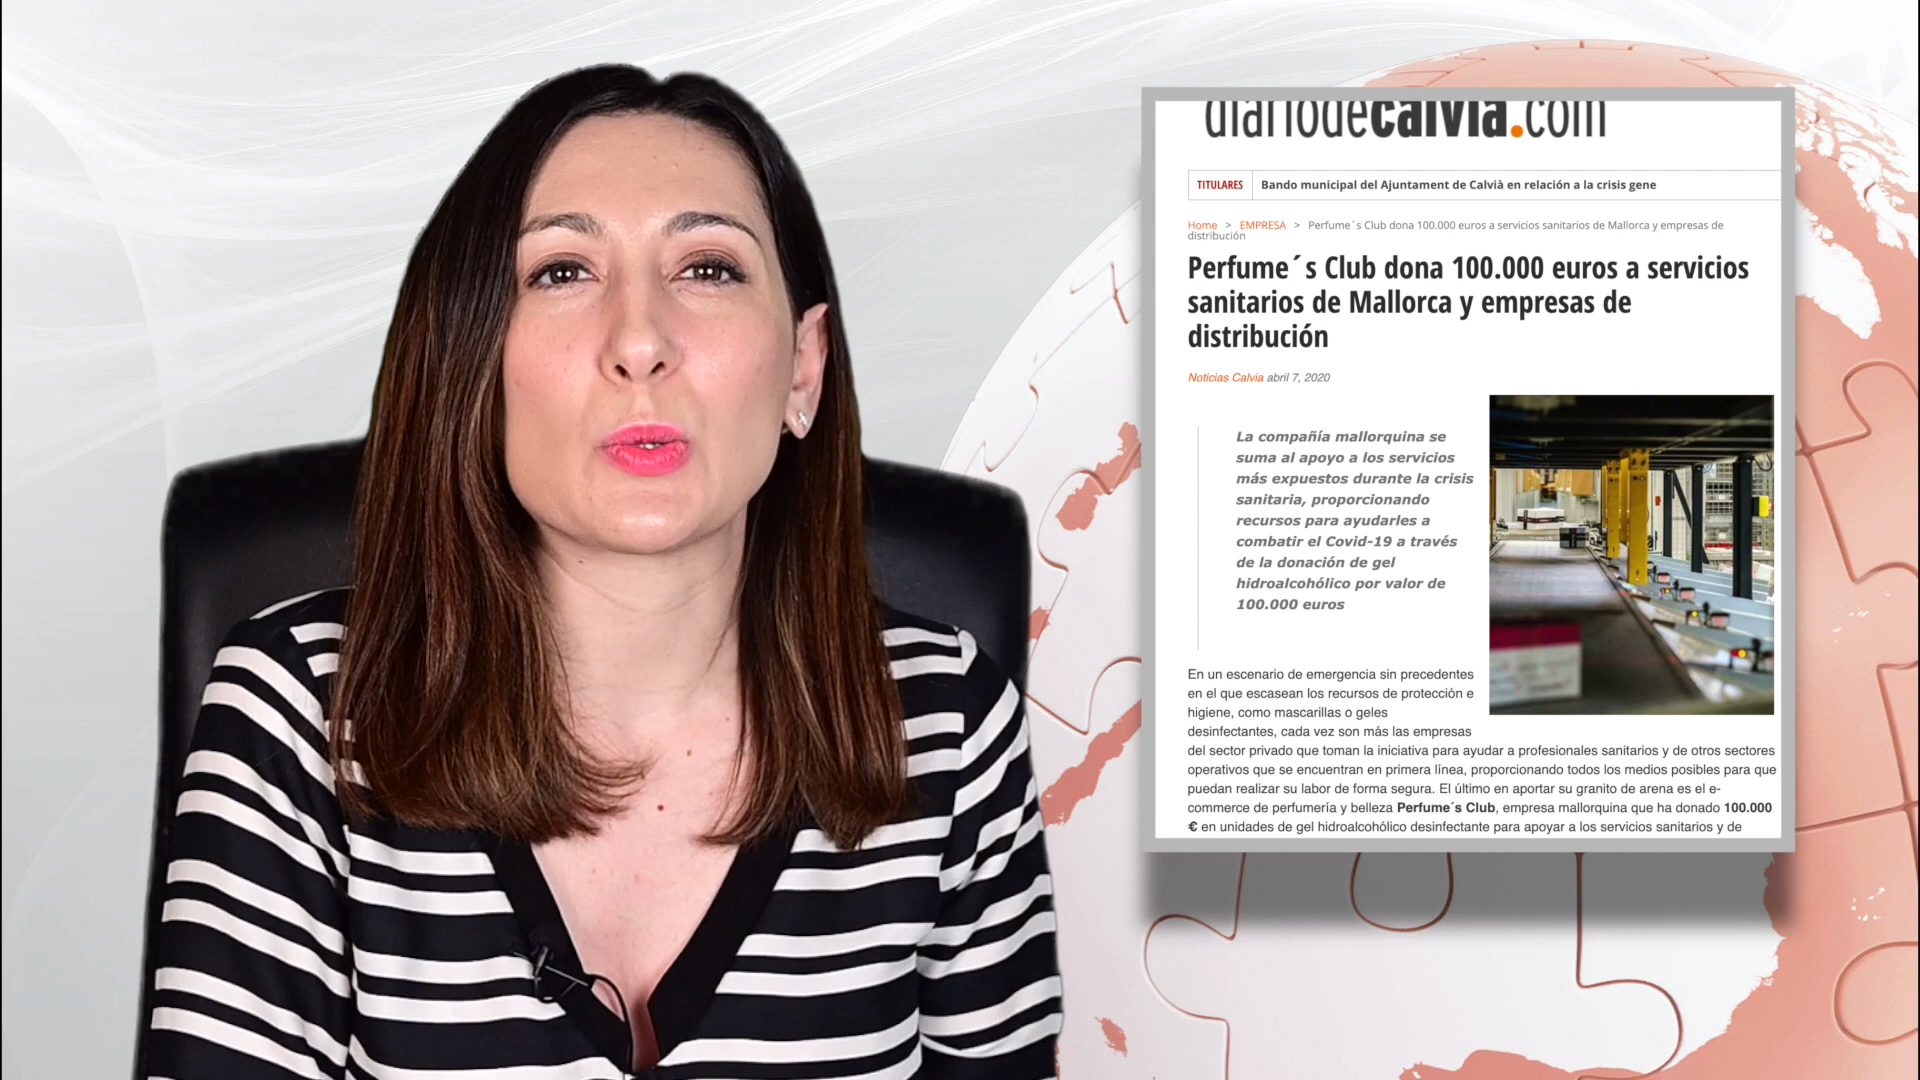 diariodecalvia.com
TITULARES Bando municipal del Ajuntament de Calvià en relación a la crisis gene
Home > EMPRESA > Perfume´s Club dona 100.000 euros a servicios sanitarios de Mallorca y empresas de
distribución
Perfume´s Club dona 100.000 euros a servicios
sanitarios de Mallorca y empresas de
distribución
Noticias Calvia abril 7, 2020
La compañía mallorquina se
suma al apoyo a los servicios
más expuestos durante la crisis
sanitaria, proporcionando
recursos para ayudarles a
combatir el Covid-19 a través
de la donación de gel
hidroalcohólico por valor de
100.000 euros
En un escenario de emergencia sin precedentes
en el que escasean los recursos de protección e
higiene, como mascarillas o geles
desinfectantes, cada vez son más las empresas
del sector privado que toman la iniciativa para ayudar a profesionales sanitarios y de otros sectores
operativos que se encuentran en primera línea, proporcionando todos los medios posibles para que
puedan realizar su labor de forma segura. El último en aportar su granito de arena es el e-
commerce de perfumería y belleza Perfume´s Club, empresa mallorquina que ha donado 100.000
€ en unidades de gel hidroalcohólico desinfectante para apoyar a los servicios sanitarios y de